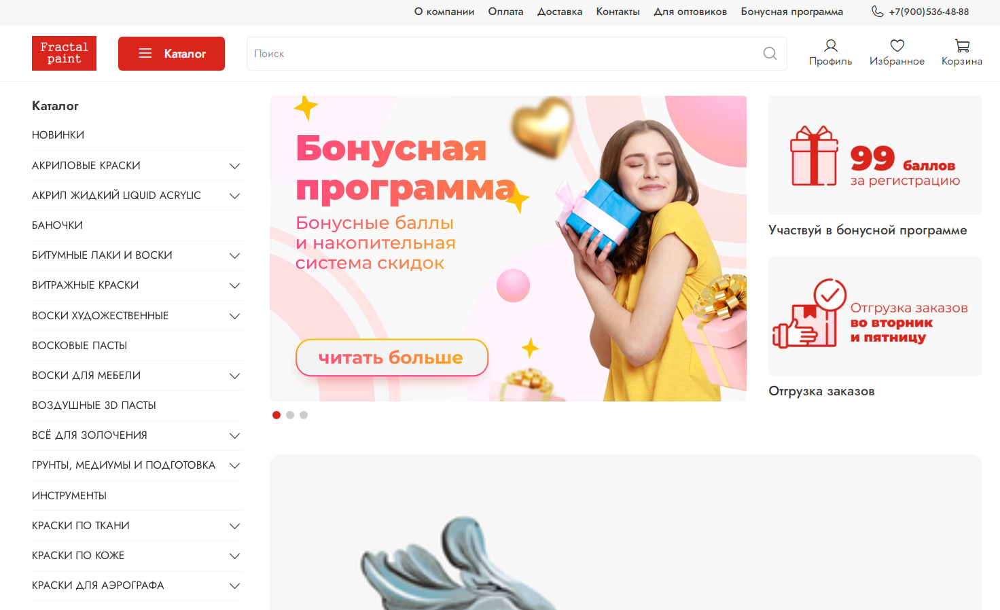 О компании
Оплата
Доставка
Контакты
Для оптовиков
Бонусная программа
+7(900)536-48-88
Fractal
paint
Каталог
Поиск
Профиль
Избранное
Корзина
Каталог
НОВИНКИ
АКРИЛОВЫЕ КРАСКИ
АКРИЛ ЖИДКИЙ LIQUID ACRYLIC
БАНОЧКИ
БИТУМНЫЕ ЛАКИ И ВОСКИ
ВИТРАЖНЫЕ КРАСКИ
ВОСКИ ХУДОЖЕСТВЕННЫЕ
ВОСКОВЫЕ ПАСТЫ
ВОСКИ ДЛЯ МЕБЕЛИ
ВОЗДУШНЫЕ 3D ПАСТЫ
ВСЁ ДЛЯ ЗОЛОЧЕНИЯ
ГРУНТЫ, МЕДИУМЫ И ПОДГОТОВКА
ИНСТРУМЕНТЫ
КРАСКИ ПО ТКАНИ
КРАСКИ ПО КОЖЕ
КРАСКИ ДЛЯ АЭРОГРАФА
Бонусная
программа
Бонусные баллы
и накопительная
система скидок
читать больше
99 баллов
за регистрацию
Участвуй в бонусной программе
Отгрузка заказов
во вторник
и пятницу
Отгрузка заказов